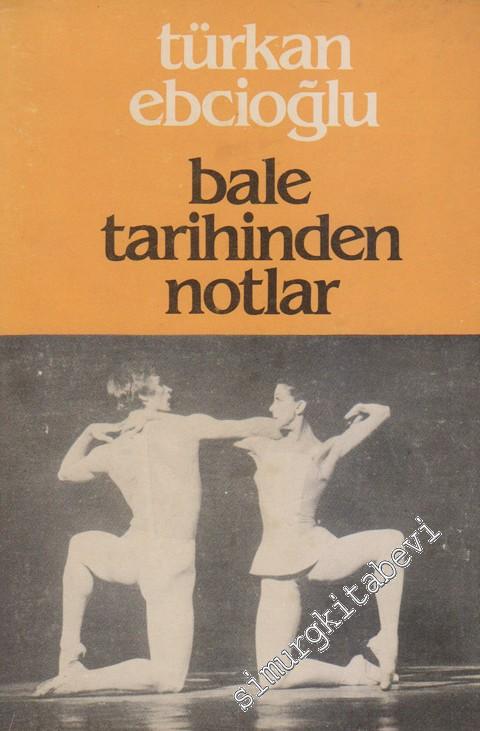 türkan
ebcioğlu
bale
tarihinden
notlar
simurgkitabevi